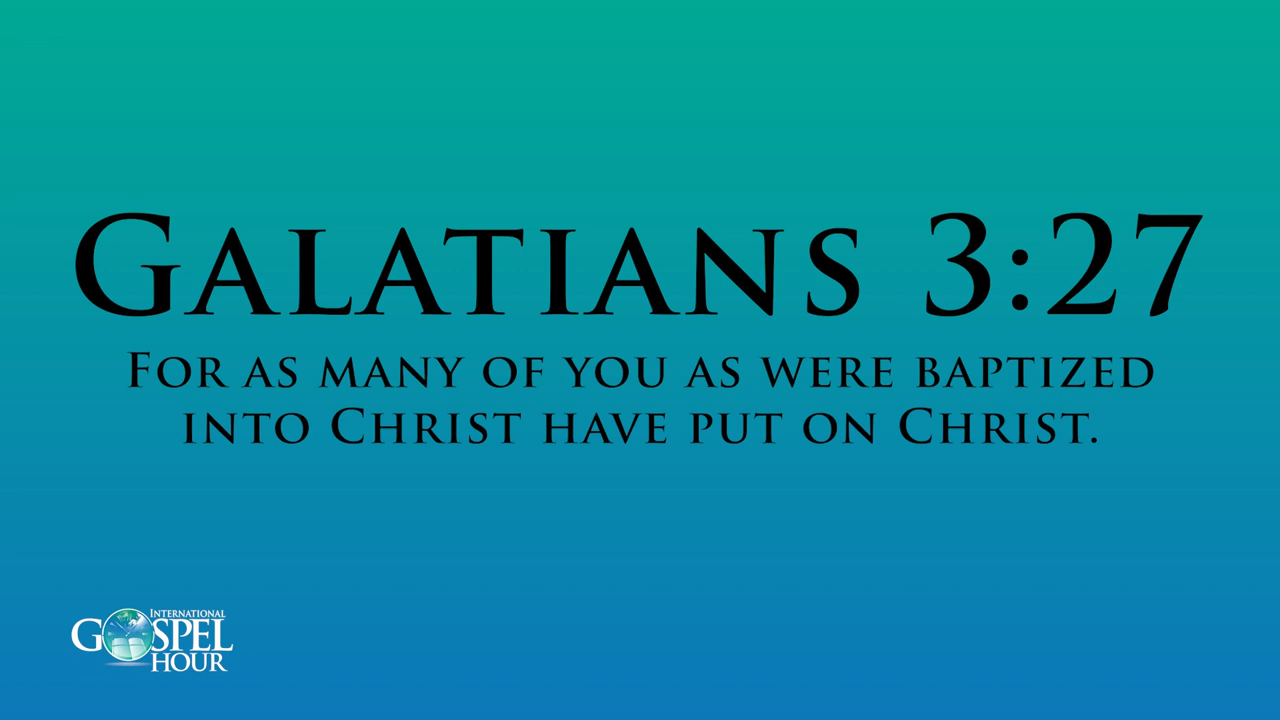 Galatians 3:27
For as many of you as were baptized
into Christ have put on Christ.
International
Gospel
Hour